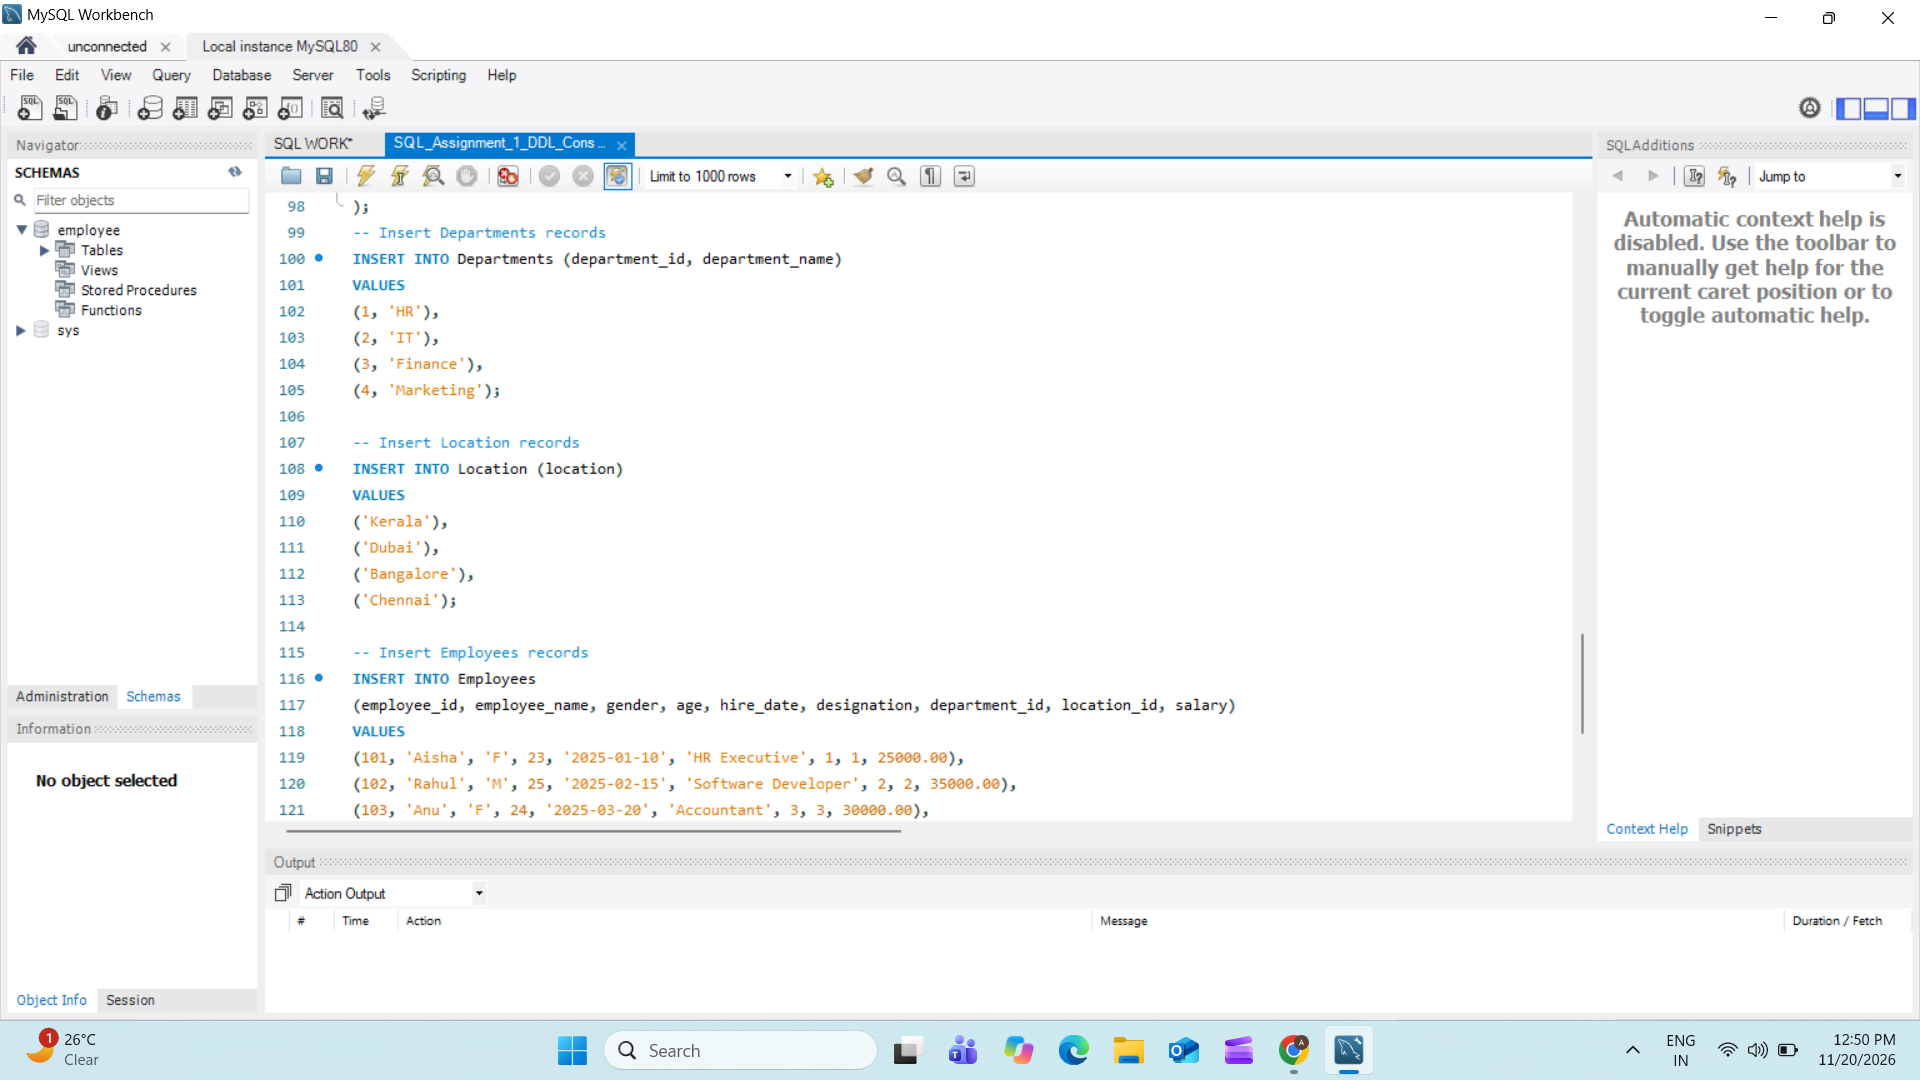 MySQL Workbench
unconnected
Local instance MySQL80
File Edit View Query Database Server Tools Scripting Help
Navigator
SCHEMAS
Filter objects
employee
Tables
Views
Stored Procedures
Functions
sys
Administration Schemas
Information
No object selected
Object Info Session
SQL WORK*
SQL_Assignment_1_DDL_Cons...
Limit to 1000 rows
98 );
99 -- Insert Departments records
100 INSERT INTO Departments (department_id, department_name)
101 VALUES
102 (1, 'HR'),
103 (2, 'IT'),
104 (3, 'Finance'),
105 (4, 'Marketing');
106
107 -- Insert Location records
108 INSERT INTO Location (location)
109 VALUES
110 ('Kerala'),
111 ('Dubai'),
112 ('Bangalore'),
113 ('Chennai');
114
115 -- Insert Employees records
116 INSERT INTO Employees
117 (employee_id, employee_name, gender, age, hire_date, designation, department_id, location_id, salary)
118 VALUES
119 (101, 'Aisha', 'F', 23, '2025-01-10', 'HR Executive', 1, 1, 25000.00),
120 (102, 'Rahul', 'M', 25, '2025-02-15', 'Software Developer', 2, 2, 35000.00),
121 (103, 'Anu', 'F', 24, '2025-03-20', 'Accountant', 3, 3, 30000.00),
SQLAdditions
Jump to
Automatic context help is
disabled. Use the toolbar to
manually get help for the
current caret position or to
toggle automatic help.
Context Help Snippets
Output
Action Output
# Time Action Message Duration / Fetch
1
26°C
Clear
Search
ENG
IN
12:50 PM
11/20/2026